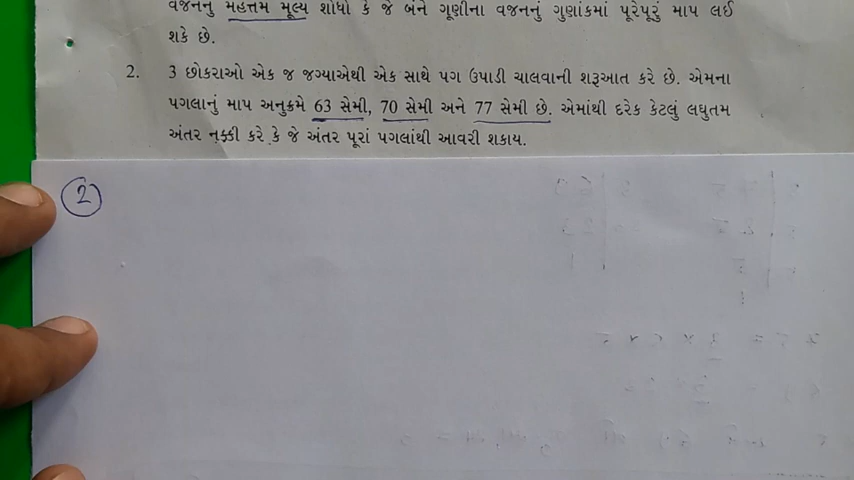 વજનનું મહત્તમ મૂલ્ય શોધો કે જે બંને ગૂણીના વજનનું ગુણાંકમાં પૂરેપૂરું માપ લઈ
શકે છે.
2. 3 છોકરાઓ એક જ જગ્યાએથી એક સાથે પગ ઉપાડી ચાલવાની શરૂઆત કરે છે. એમના
પગલાનું માપ અનુક્રમે 63 સેમી, 70 સેમી અને 77 સેમી છે. એમાંથી દરેક કેટલું લઘુતમ
અંતર નક્કી કરે કે જે અંતર પૂરાં પગલાંથી આવરી શકાય.
2